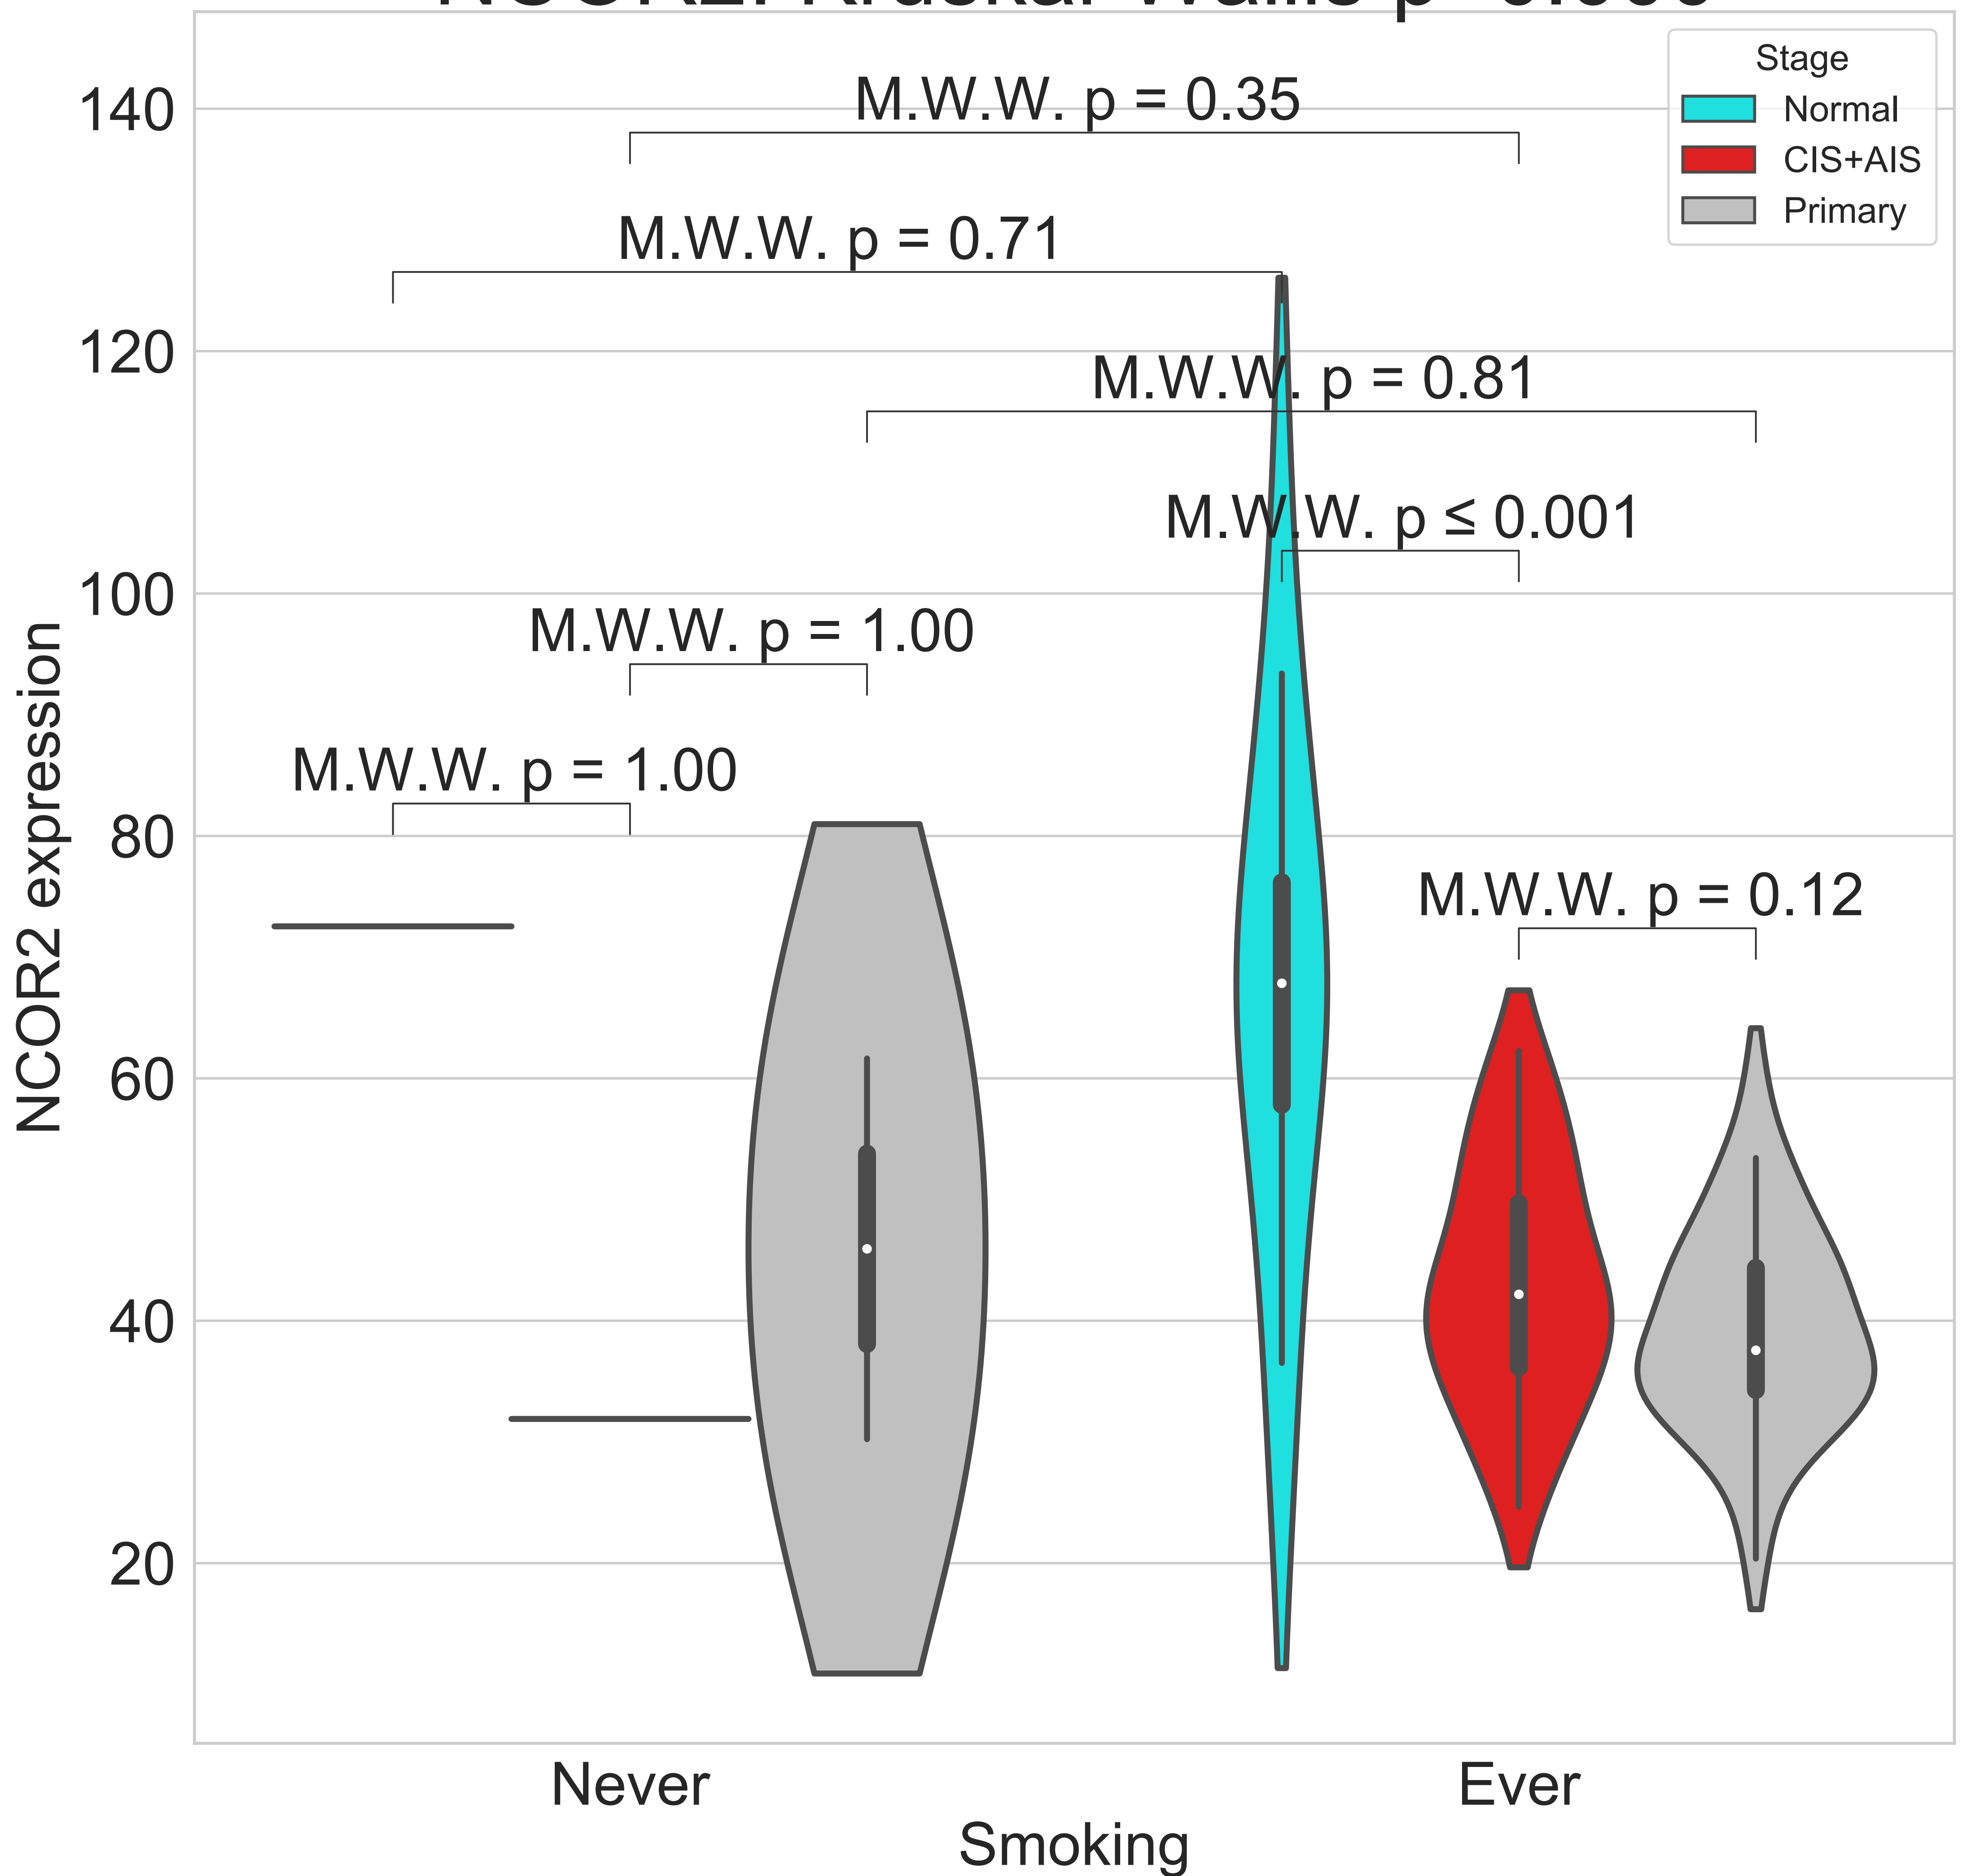 Stage
Normal
CIS+AIS
Primary
M.W.W. p = 0.35
M.W.W. p = 0.71
M.W.W. p = 0.81
M.W.W. p ≤ 0.001
M.W.W. p = 1.00
M.W.W. p = 1.00
M.W.W. p = 0.12
140
120
100
80
60
40
20
NCOR2 expression
Never
Ever
Smoking